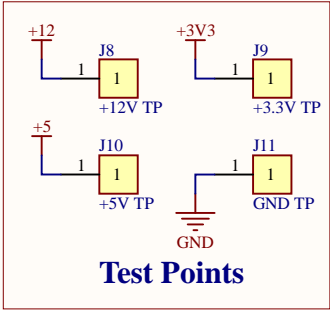 +12
J8
1
1
+12V TP
+3V3
J9
1
1
+3.3V TP
+5
J10
1
1
+5V TP
J11
1
1
GND TP
GND
Test Points